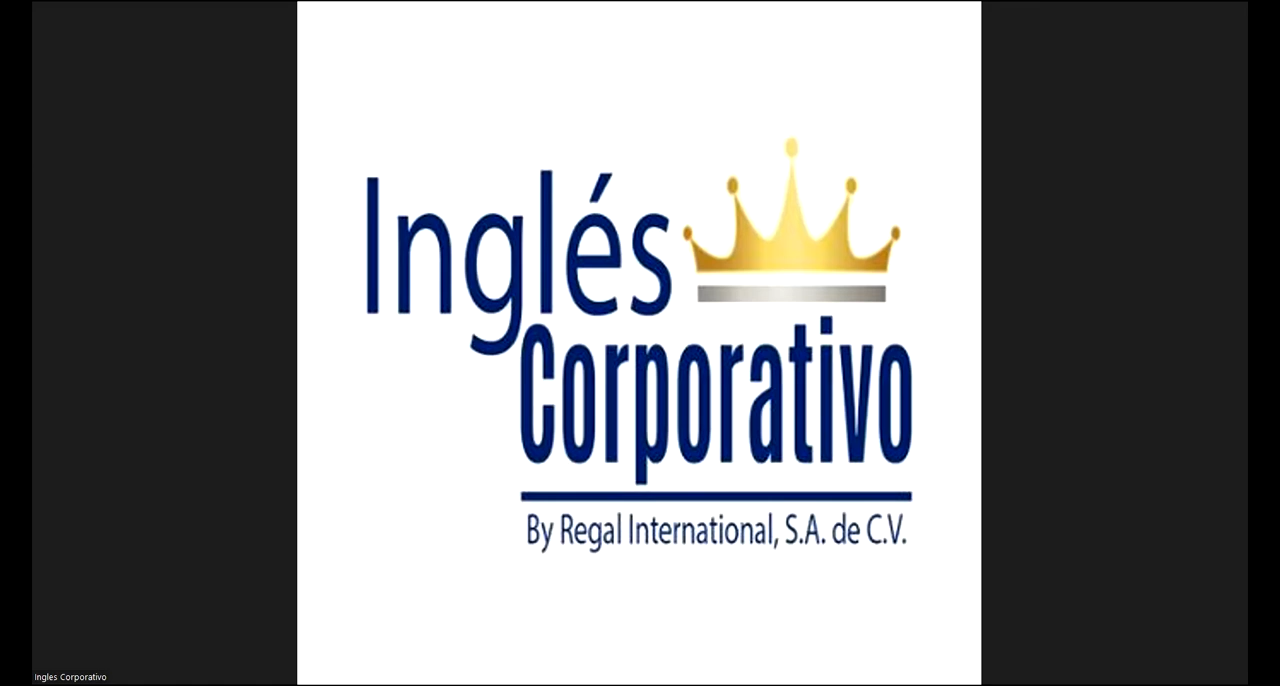 Inglés
Corporativo
By Regal International, S.A. de C.V.
Ingles Corporativo